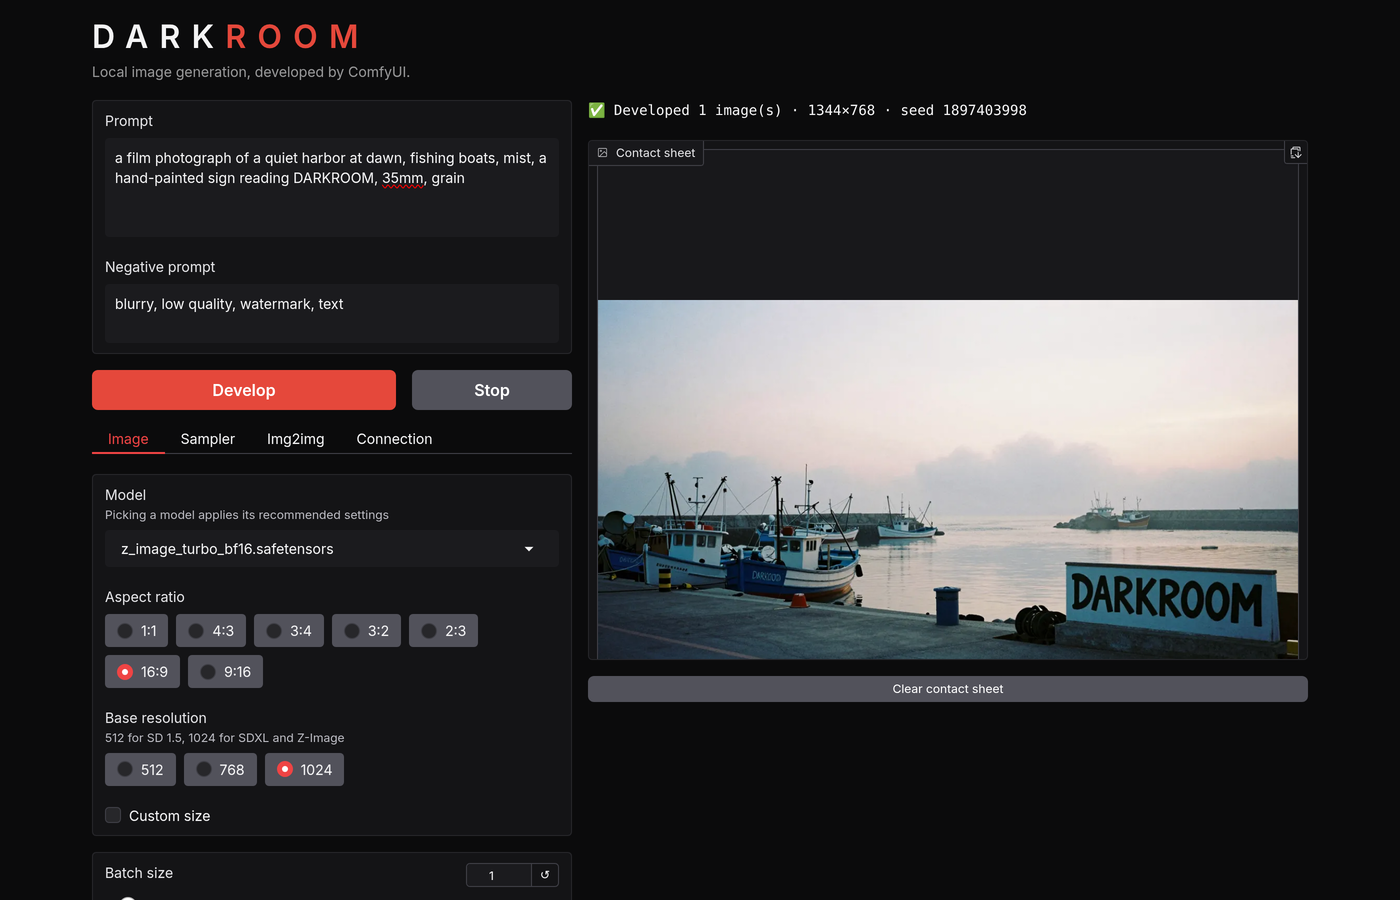 DARKROOM
Local image generation, developed by ComfyUI.
Prompt
a film photograph of a quiet harbor at dawn, fishing boats, mist, a
hand-painted sign reading DARKROOM, 35mm, grain
Negative prompt
blurry, low quality, watermark, text
Develop
Stop
Image
Sampler
Img2img
Connection
Model
Picking a model applies its recommended settings
z_image_turbo_bf16.safetensors
Aspect ratio
1:1
4:3
3:4
3:2
2:3
16:9
9:16
Base resolution
512 for SD 1.5, 1024 for SDXL and Z-Image
512
768
1024
Custom size
Batch size
1
✅ Developed 1 image(s) · 1344×768 · seed 1897403998
Contact sheet
DARKROOM
Clear contact sheet